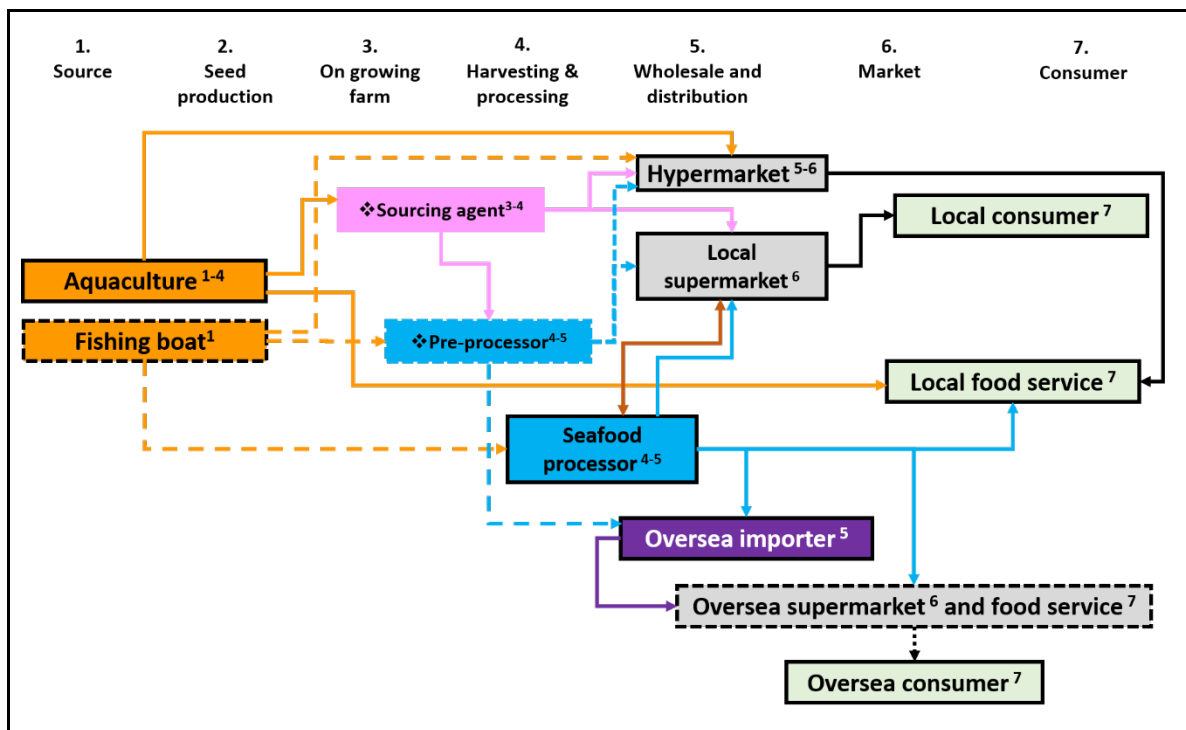 1.
Source
2.
Seed
production
3.
On growing
farm
4.
Harvesting &
processing
5.
Wholesale and
distribution
6.
Market
7.
Consumer
Hypermarket 5-6
❖Sourcing agent3-4
Local consumer 7
Local
supermarket 6
Aquaculture 1-4
Fishing boat1
❖Pre-processor4-5
Local food service 7
Seafood
processor 4-5
Oversea importer 5
Oversea supermarket 6 and food service 7
Oversea consumer 7